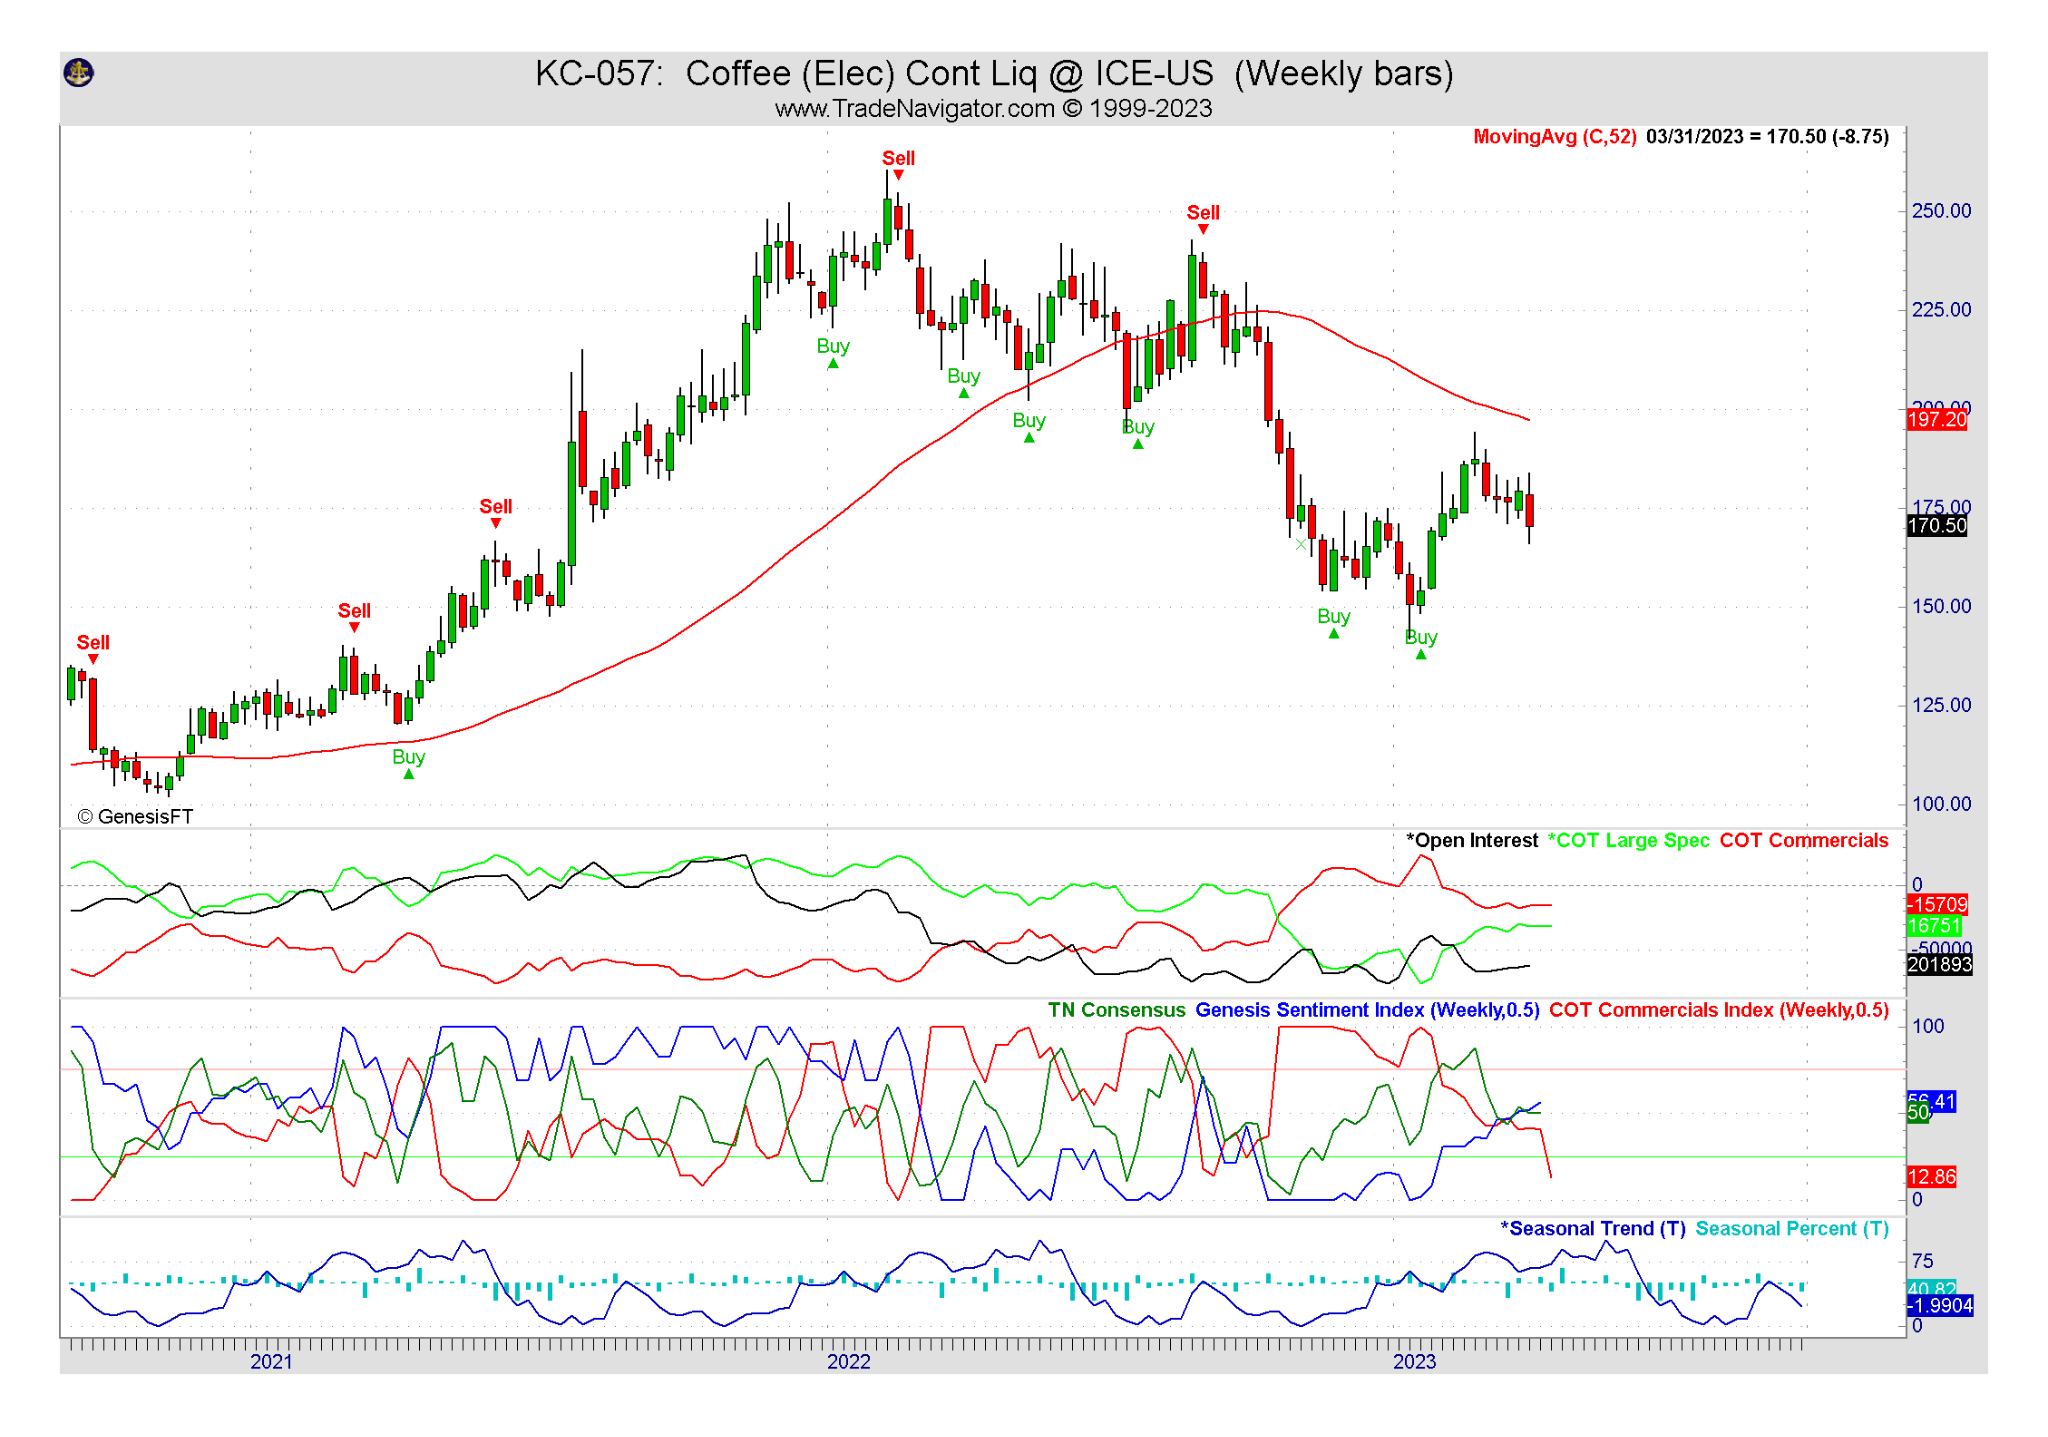 KC-057: Coffee (Elec) Cont Liq @ ICE-US (Weekly bars)
www.TradeNavigator.com © 1999-2023
MovingAvg (C,52) 03/31/2023 = 170.50 (-8.75)
Sell
Sell
250.00
225.00
Buy
Buy
200.00
197.20
Buy
Buy
Sell
175.00
170.50
Sell
Buy
150.00
Buy
Sell
125.00
Buy
100.00
© GenesisFT
*Open Interest *COT Large Spec COT Commercials
0
-15709
16751
-50000
201893
TN Consensus Genesis Sentiment Index (Weekly,0.5) COT Commercials Index (Weekly,0.5)
100
56.41
50
12.86
0
*Seasonal Trend (T) Seasonal Percent (T)
75
40.82
-1.9904
0
2021 2022 2023